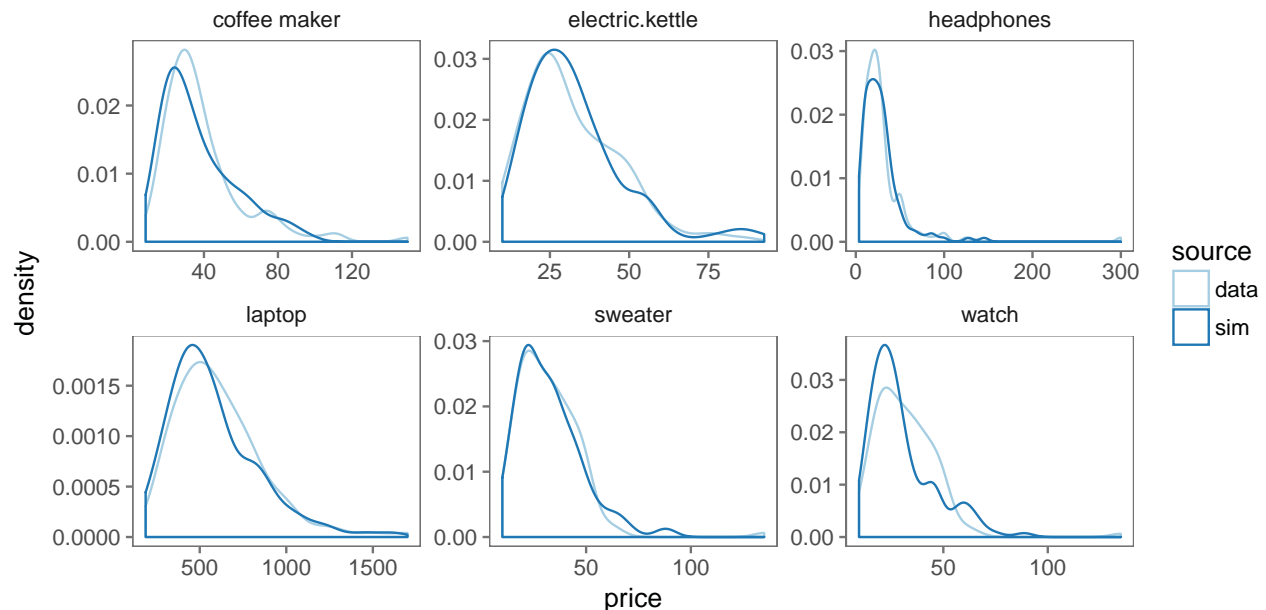 coffee maker electric.kettle headphones
0.02 0.03 0.03
0.01 0.02 0.02
0.00 0.01 0.01
0.00 0.00
40 80 120 25 50 75 0 100 200 300
density
source
data
sim
laptop sweater watch
0.0015 0.03 0.03
0.0010 0.02 0.02
0.0005 0.01 0.01
0.0000 0.00 0.00
500 1000 1500 50 100 50 100
price